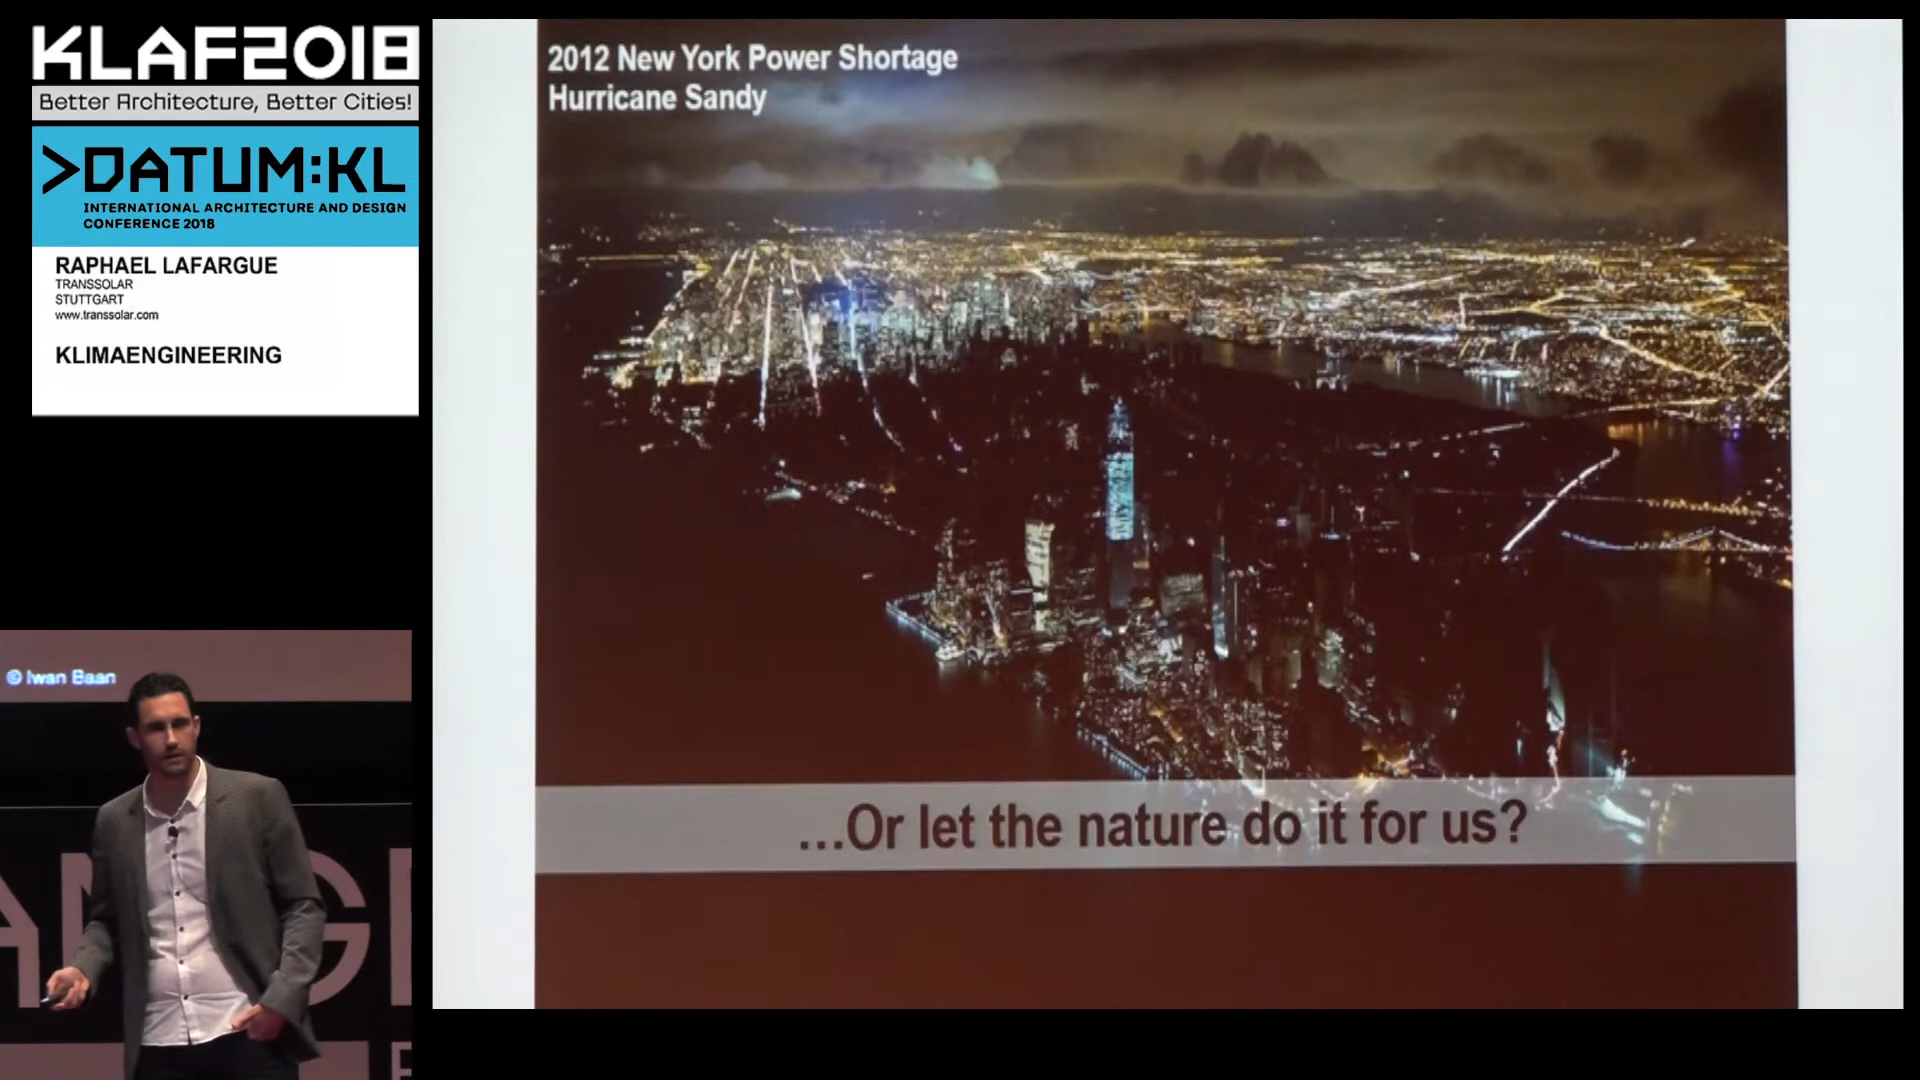 KLAF2018
Better Architecture, Better Cities!
>DATUM:KL
INTERNATIONAL ARCHITECTURE AND DESIGN
CONFERENCE 2018
RAPHAEL LAFARGUE
TRANSSOLAR
STUTTGART
www.transsolar.com
KLIMAENGINEERING
© Iwan Baan
2012 New York Power Shortage
Hurricane Sandy
...Or let the nature do it for us?